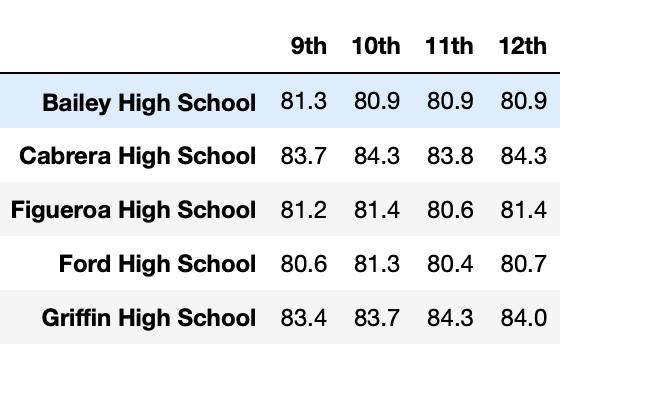 9th 10th 11th 12th
Bailey High School 81.3 80.9 80.9 80.9
Cabrera High School 83.7 84.3 83.8 84.3
Figueroa High School 81.2 81.4 80.6 81.4
Ford High School 80.6 81.3 80.4 80.7
Griffin High School 83.4 83.7 84.3 84.0